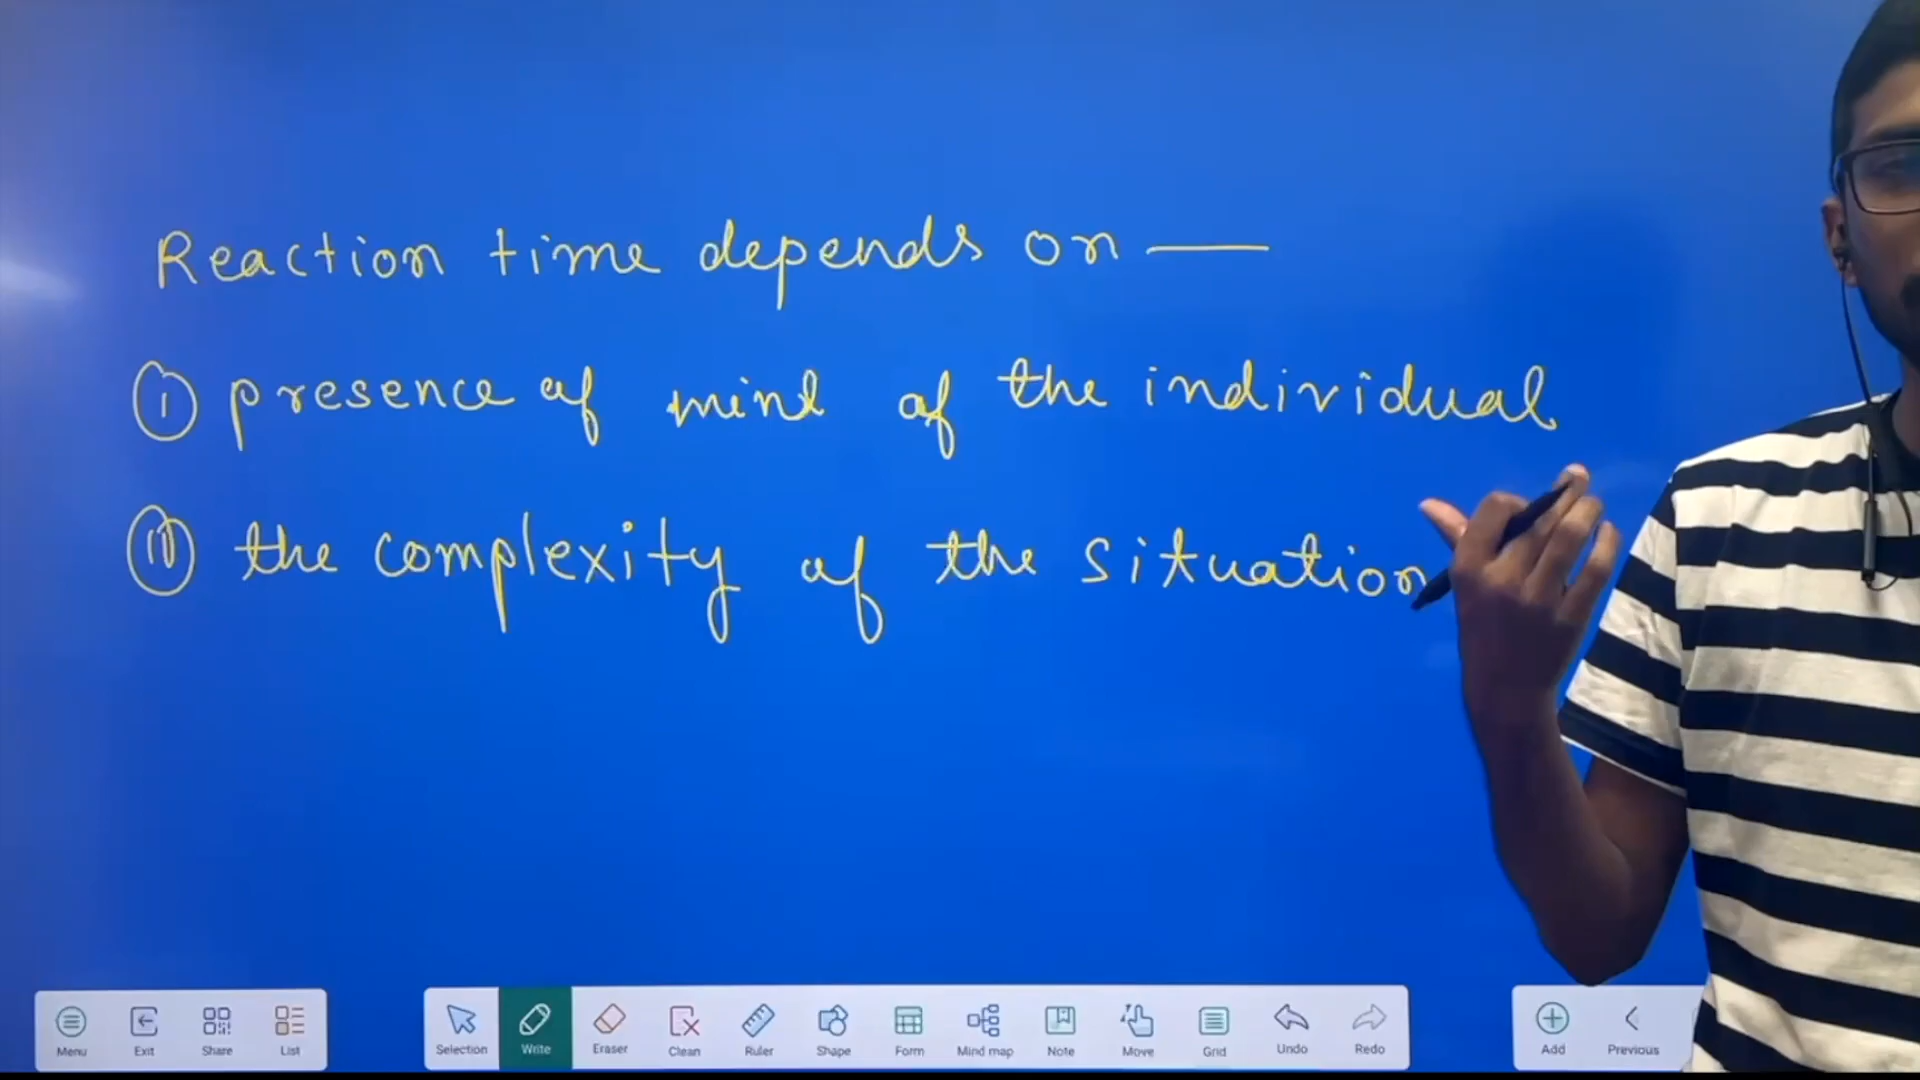 Reaction time depends on —
(i) presence of mind of the individual
(ii) the complexity of the situation
Menu Exit Share List Selection Write Eraser Clean Ruler Shape Form Mind map Note Move Grid Undo Redo Add Previous